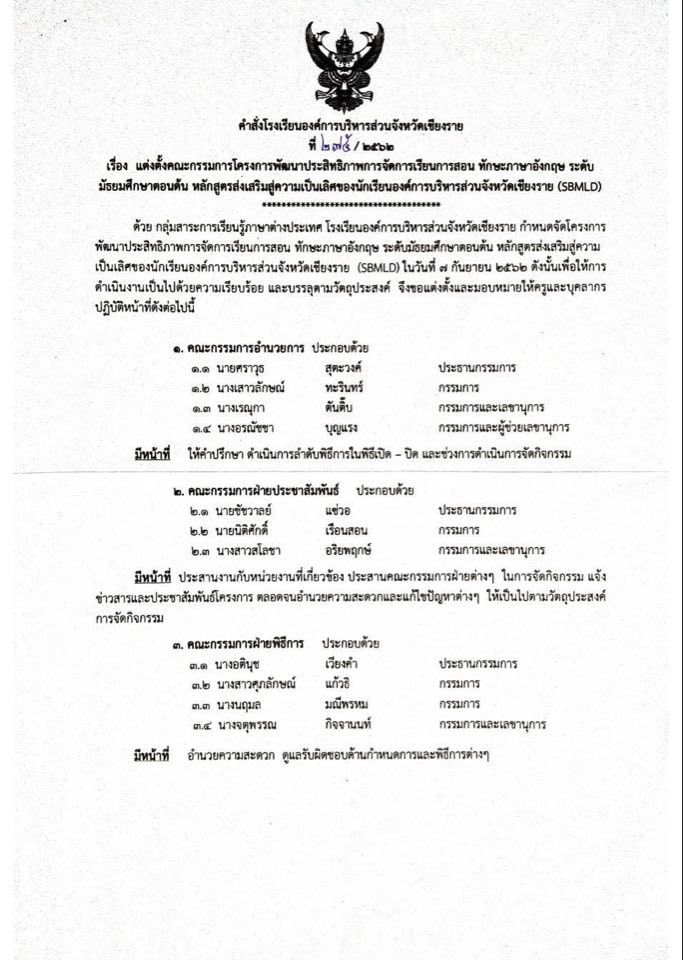 คำสั่งโรงเรียนองค์การบริหารส่วนจังหวัดเชียงราย
ที่ ๒๗๕ / ๒๕๖๒
เรื่อง แต่งตั้งคณะกรรมการโครงการพัฒนาประสิทธิภาพการจัดการเรียนการสอน ทักษะภาษาอังกฤษ ระดับ
มัธยมศึกษาตอนต้น หลักสูตรส่งเสริมสู่ความเป็นเลิศของนักเรียนองค์การบริหารส่วนจังหวัดเชียงราย (SBMLD)
************************************
ด้วย กลุ่มสาระการเรียนรู้ภาษาต่างประเทศ โรงเรียนองค์การบริหารส่วนจังหวัดเชียงราย กำหนดจัดโครงการ
พัฒนาประสิทธิภาพการจัดการเรียนการสอน ทักษะภาษาอังกฤษ ระดับมัธยมศึกษาตอนต้น หลักสูตรส่งเสริมสู่ความ
เป็นเลิศของนักเรียนองค์การบริหารส่วนจังหวัดเชียงราย (SBMLD) ในวันที่ ๗ กันยายน ๒๕๖๒ ดังนั้นเพื่อให้การ
ดำเนินงานเป็นไปด้วยความเรียบร้อย และบรรลุตามวัตถุประสงค์ จึงขอแต่งตั้งและมอบหมายให้ครูและบุคลากร
ปฏิบัติหน้าที่ดังต่อไปนี้
๑. คณะกรรมการอำนวยการ ประกอบด้วย
๑.๑ นายศราวุธ สุตะวงค์ ประธานกรรมการ
๑.๒ นางเสาวลักษณ์ ทะรินทร์ กรรมการ
๑.๓ นางเรณุกา ตันติ๊บ กรรมการและเลขานุการ
๑.๔ นางอรณัชชา บุญแรง กรรมการและผู้ช่วยเลขานุการ
มีหน้าที่ ให้คำปรึกษา ดำเนินการลำดับพิธีการในพิธีเปิด – ปิด และช่วงการดำเนินการจัดกิจกรรม
๒. คณะกรรมการฝ่ายประชาสัมพันธ์ ประกอบด้วย
๒.๑ นายชัชวาลย์ แซ่วอ ประธานกรรมการ
๒.๒ นายนิติศักดิ์ เรือนสอน กรรมการ
๒.๓ นางสาวสโลชา อริยพฤกษ์ กรรมการและเลขานุการ
มีหน้าที่ ประสานงานกับหน่วยงานที่เกี่ยวข้อง ประสานคณะกรรมการฝ่ายต่างๆ ในการจัดกิจกรรม แจ้ง
ข่าวสารและประชาสัมพันธ์โครงการ ตลอดจนอำนวยความสะดวกและแก้ไขปัญหาต่างๆ ให้เป็นไปตามวัตถุประสงค์
การจัดกิจกรรม
๓. คณะกรรมการฝ่ายพิธีการ ประกอบด้วย
๓.๑ นางอตินุช เวียงคำ ประธานกรรมการ
๓.๒ นางสาวศุภลักษณ์ แก้วธิ กรรมการ
๓.๓ นางนฤมล มณีพรหม กรรมการ
๓.๔ นางจตุพรรณ กิจจานนท์ กรรมการและเลขานุการ
มีหน้าที่ อำนวยความสะดวก ดูแลรับผิดชอบด้านกำหนดการและพิธีการต่างๆ